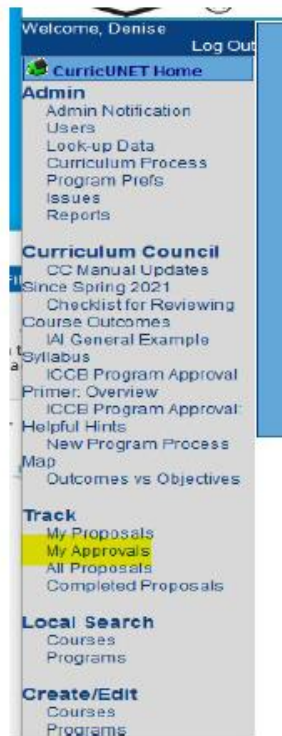 Welcome, Denise
Log Out
CurricUNET Home
Admin
Admin Notification
Users
Look-up Data
Curriculum Process
Program Prefs
Issues
Reports
Curriculum Council
CC Manual Updates
Since Spring 2021
Checklist for Reviewing
Course Outcomes
IAI General Example
Syllabus
ICCB Program Approval
Primer: Overview
ICCB Program Approval:
Helpful Hints
New Program Process
Map
Outcomes vs Objectives
Track
My Proposals
My Approvals
All Proposals
Completed Proposals
Local Search
Courses
Programs
Create/Edit
Courses
Programs